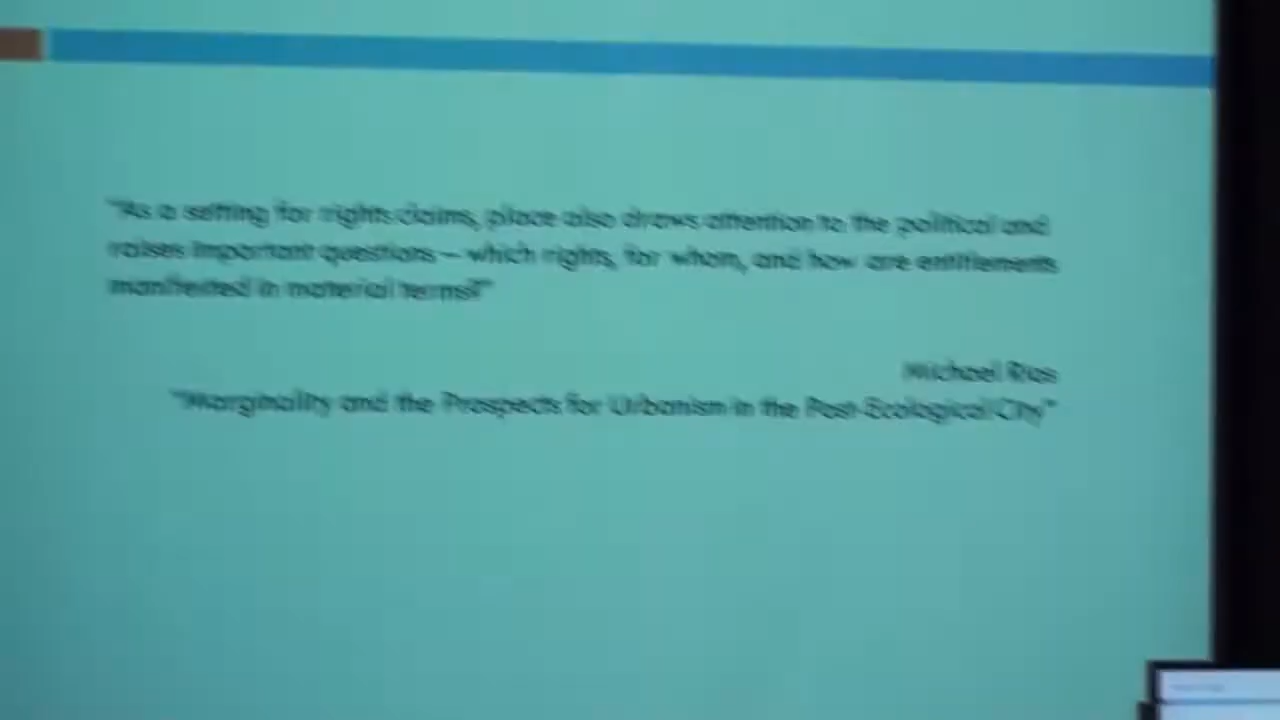 "As a setting for rights claims, place also draws attention to the political and
raises important questions – which rights, for whom, and how are entitlements
manifested in material terms?"
Michael Rios
"Marginality and the Prospects for Urbanism in the Post-Ecological City"